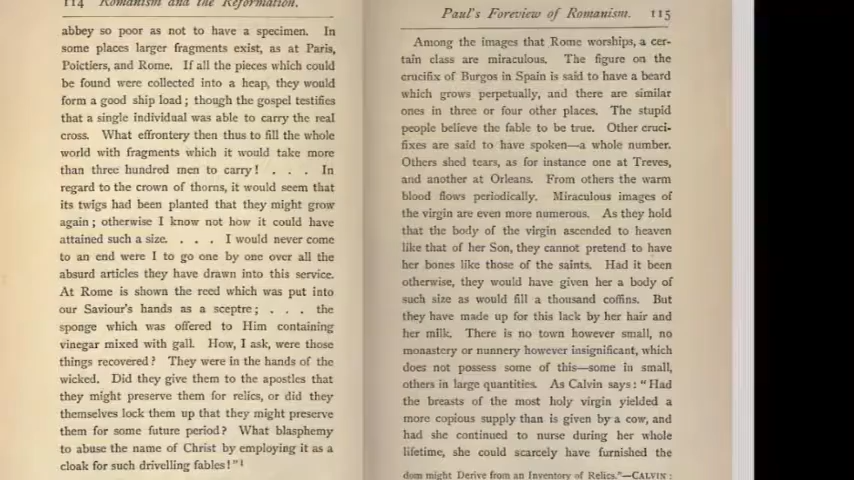 114 Romanism and the Reformation.
abbey so poor as not to have a specimen. In
some places larger fragments exist, as at Paris,
Poictiers, and Rome. If all the pieces which could
be found were collected into a heap, they would
form a good ship load; though the gospel testifies
that a single individual was able to carry the real
cross. What effrontery then thus to fill the whole
world with fragments which it would take more
than three hundred men to carry! . . . In
regard to the crown of thorns, it would seem that
its twigs had been planted that they might grow
again; otherwise I know not how it could have
attained such a size. . . . I would never come
to an end were I to go one by one over all the
absurd articles they have drawn into this service.
At Rome is shown the reed which was put into
our Saviour's hands as a sceptre; . . . the
sponge which was offered to Him containing
vinegar mixed with gall. How, I ask, were those
things recovered? They were in the hands of the
wicked. Did they give them to the apostles that
they might preserve them for relics, or did they
themselves lock them up that they might preserve
them for some future period? What blasphemy
to abuse the name of Christ by employing it as a
cloak for such drivelling fables!"1
Paul's Foreview of Romanism. 115
Among the images that Rome worships, a cer-
tain class are miraculous. The figure on the
crucifix of Burgos in Spain is said to have a beard
which grows perpetually, and there are similar
ones in three or four other places. The stupid
people believe the fable to be true. Other cruci-
fixes are said to have spoken—a whole number.
Others shed tears, as for instance one at Treves,
and another at Orleans. From others the warm
blood flows periodically. Miraculous images of
the virgin are even more numerous. As they hold
that the body of the virgin ascended to heaven
like that of her Son, they cannot pretend to have
her bones like those of the saints. Had it been
otherwise, they would have given her a body of
such size as would fill a thousand coffins. But
they have made up for this lack by her hair and
her milk. There is no town however small, no
monastery or nunnery however insignificant, which
does not possess some of this—some in small,
others in large quantities. As Calvin says: "Had
the breasts of the most holy virgin yielded a
more copious supply than is given by a cow, and
had she continued to nurse during her whole
lifetime, she could scarcely have furnished the
dom might Derive from an Inventory of Relics."—CALVIN: